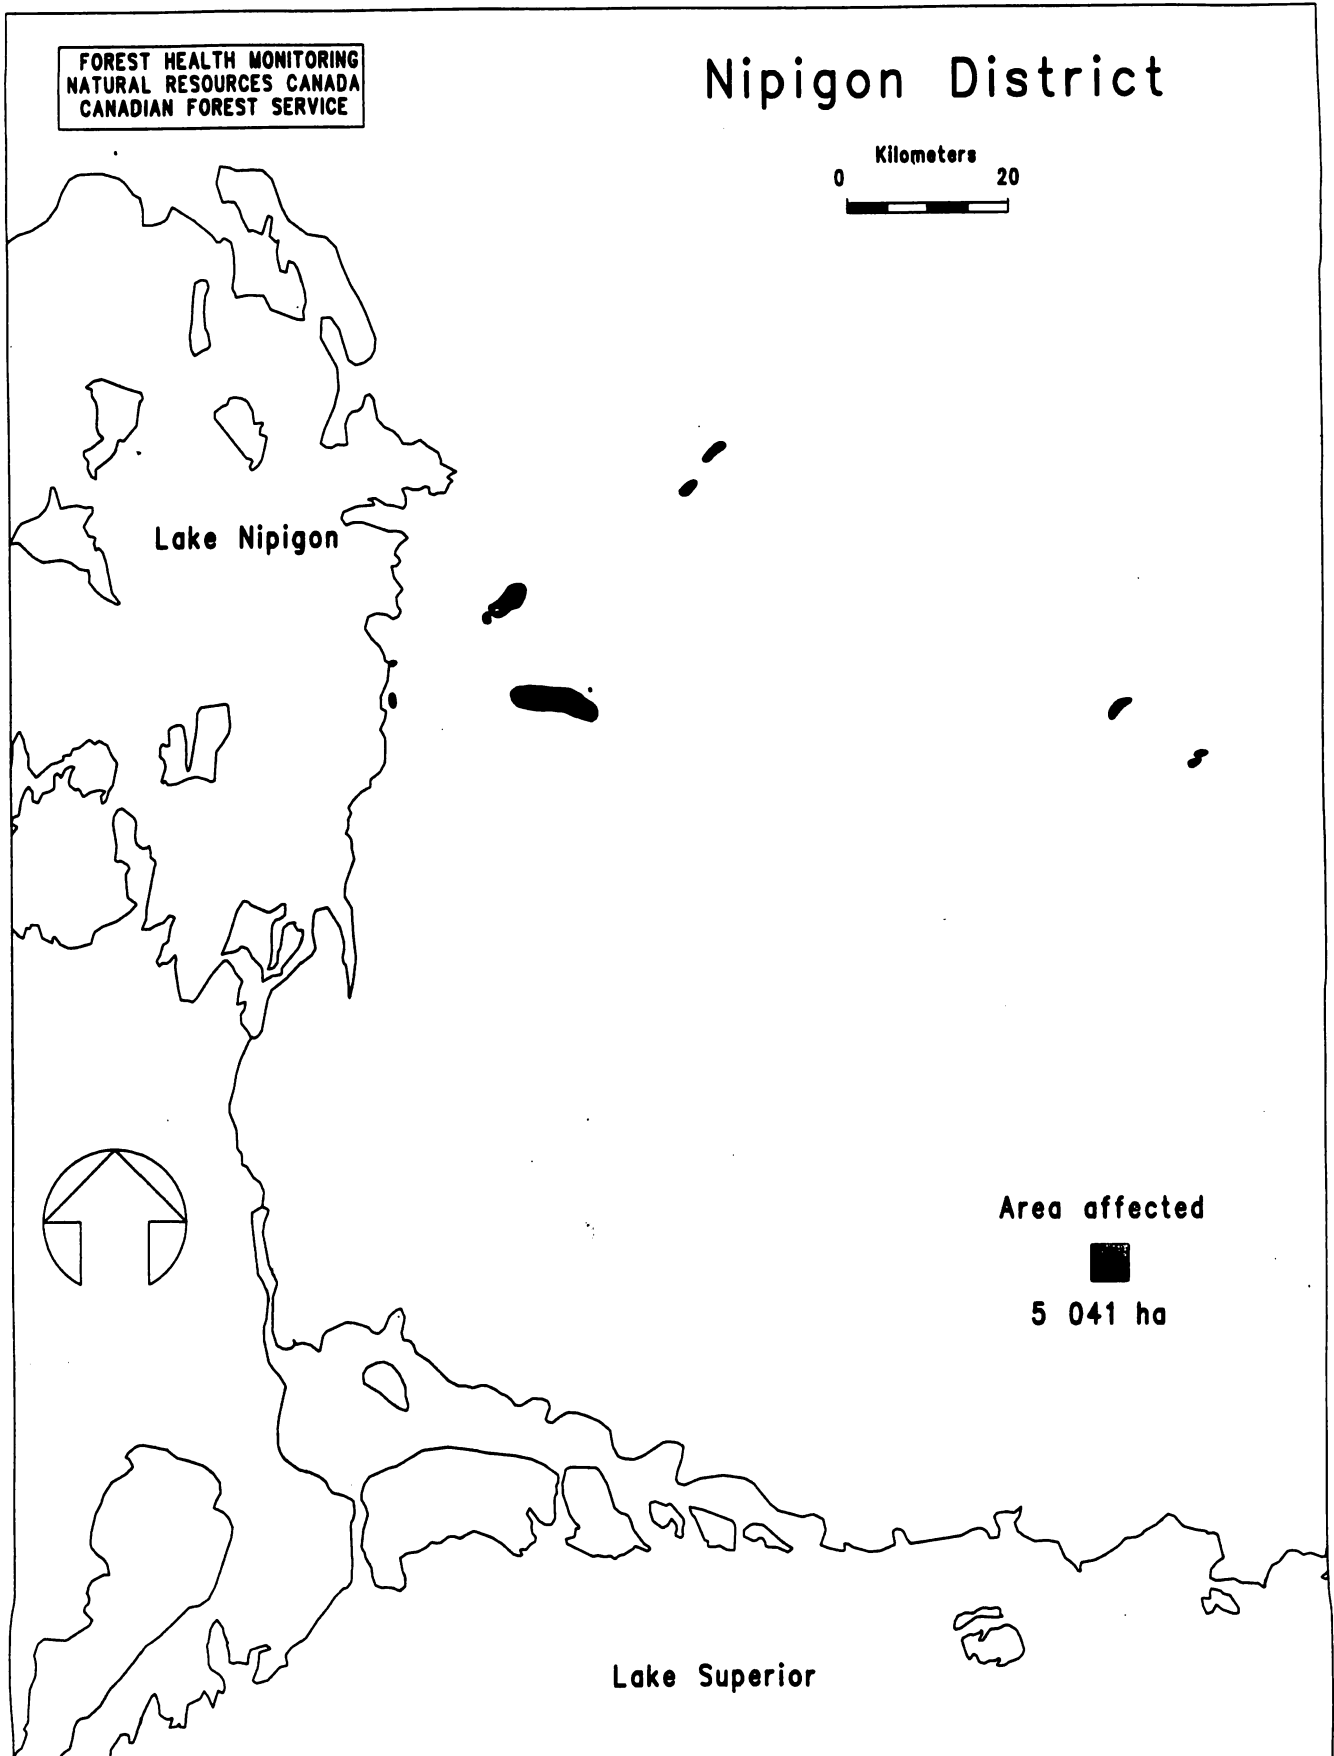 FOREST HEALTH MONITORING
NATURAL RESOURCES CANADA
CANADIAN FOREST SERVICE
Nipigon District
Kilometers
0 20
Lake Nipigon
Area affected
5 041 ha
Lake Superior